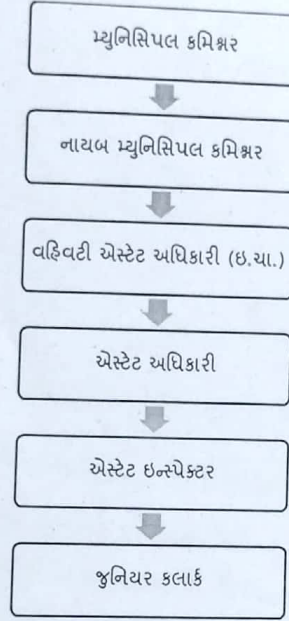 મ્યુનિસિપલ કમિશ્નર
નાયબ મ્યુનિસિપલ કમિશ્નર
વહિવટી એસ્ટેટ અધિકારી (ઇ.ચા.)
એસ્ટેટ અધિકારી
એસ્ટેટ ઇન્સ્પેક્ટર
જુનિયર કલાર્ક